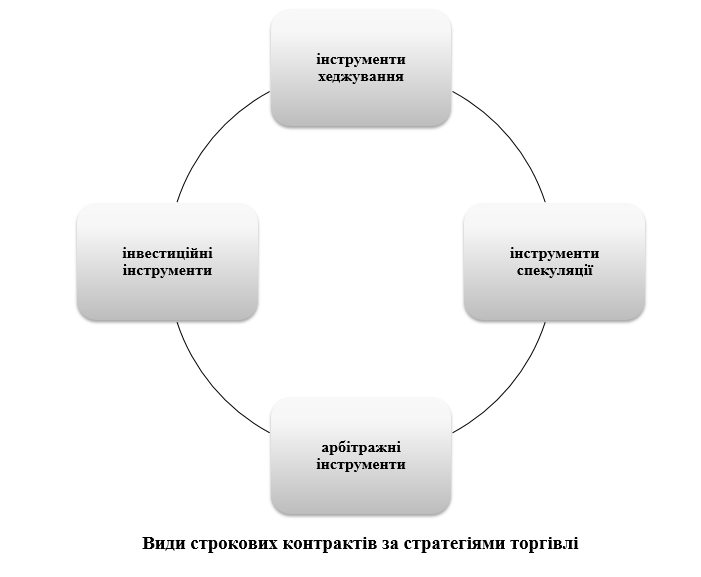 інструменти
хеджування
інвестиційні
інструменти
інструменти
спекуляції
арбітражні
інструменти
Види строкових контрактів за стратегіями торгівлі